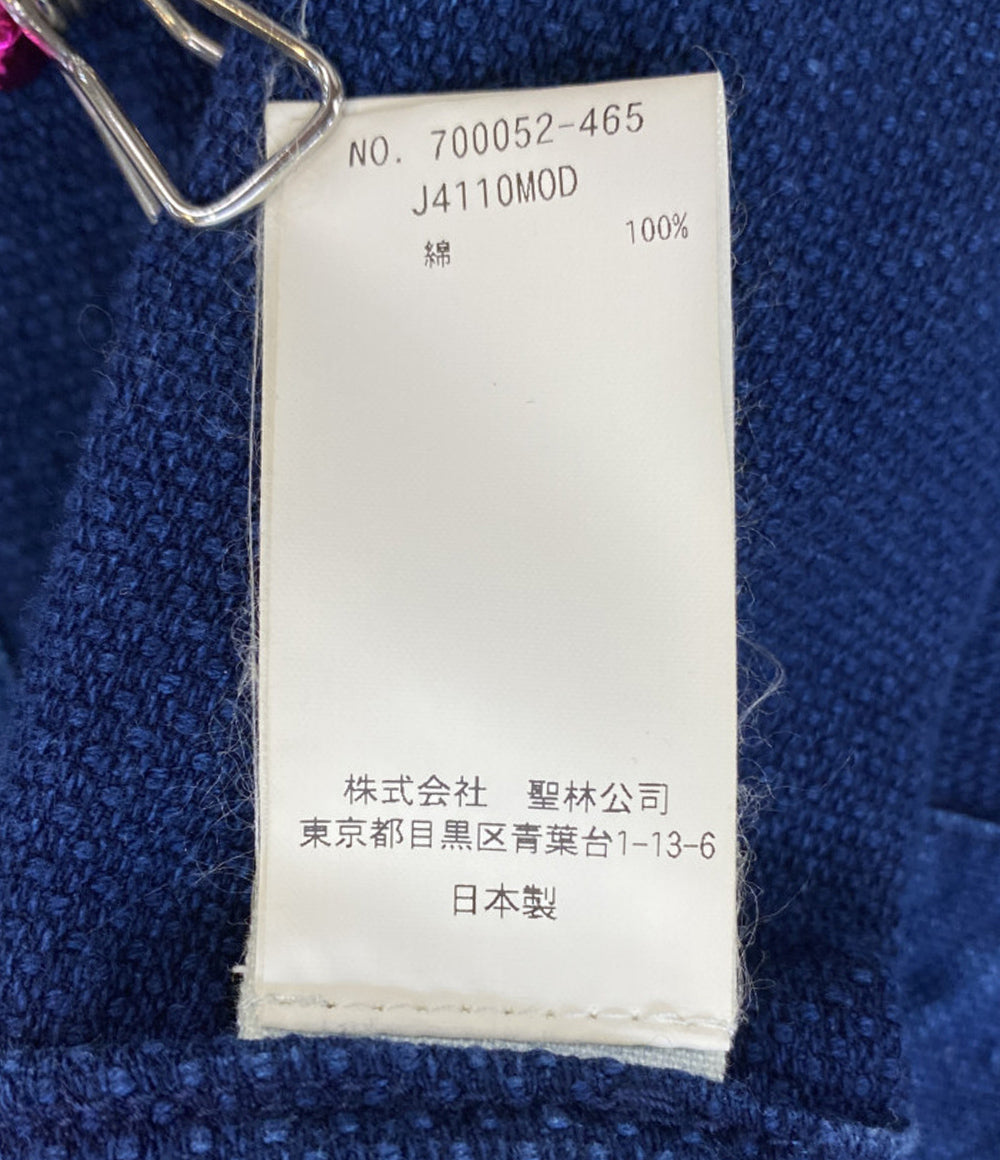 NO. 700052-465
J4110MOD
綿 100%
株式会社 聖林公司
東京都目黒区青葉台1-13-6
日本製